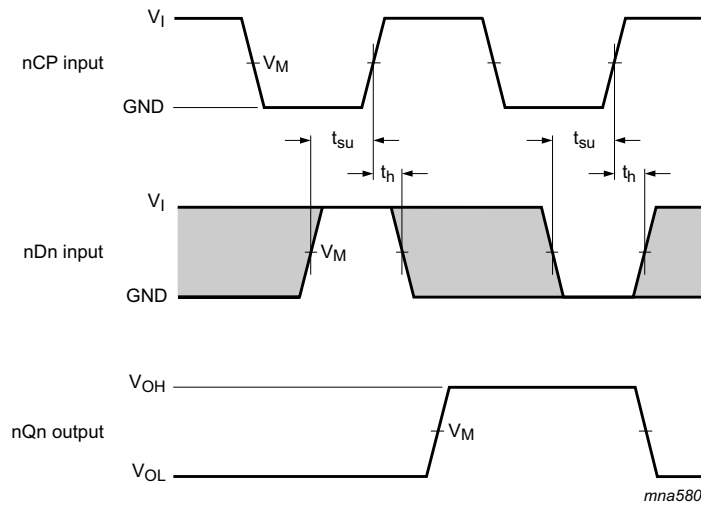 V_I
nCP input
V_M
GND
t_su
t_su
t_h
t_h
V_I
nDn input
V_M
GND
V_OH
nQn output
V_M
V_OL
mna580